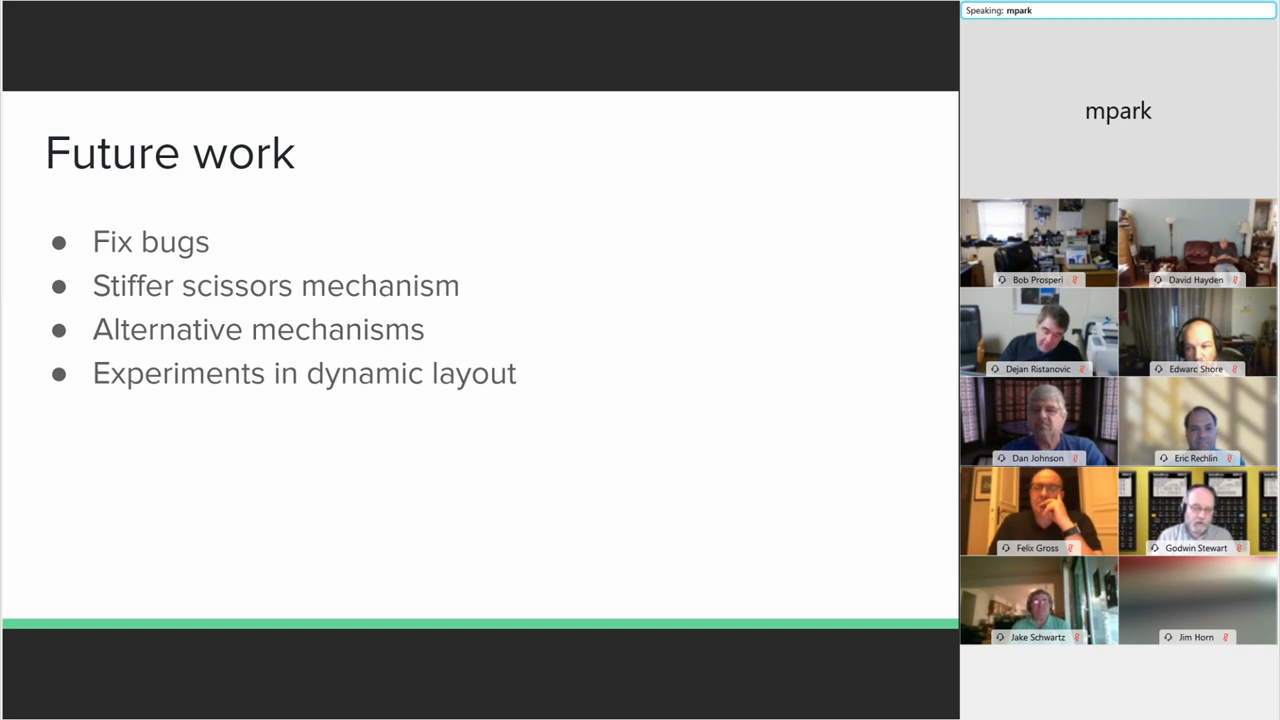 Speaking: mpark
mpark
Future work
● Fix bugs
● Stiffer scissors mechanism
● Alternative mechanisms
● Experiments in dynamic layout
Bob Prosperi
David Hayden
Dejan Ristanovic
Edward Shore
Dan Johnson
Eric Rechlin
Felix Gross
Godwin Stewart
Jake Schwartz
Jim Horn